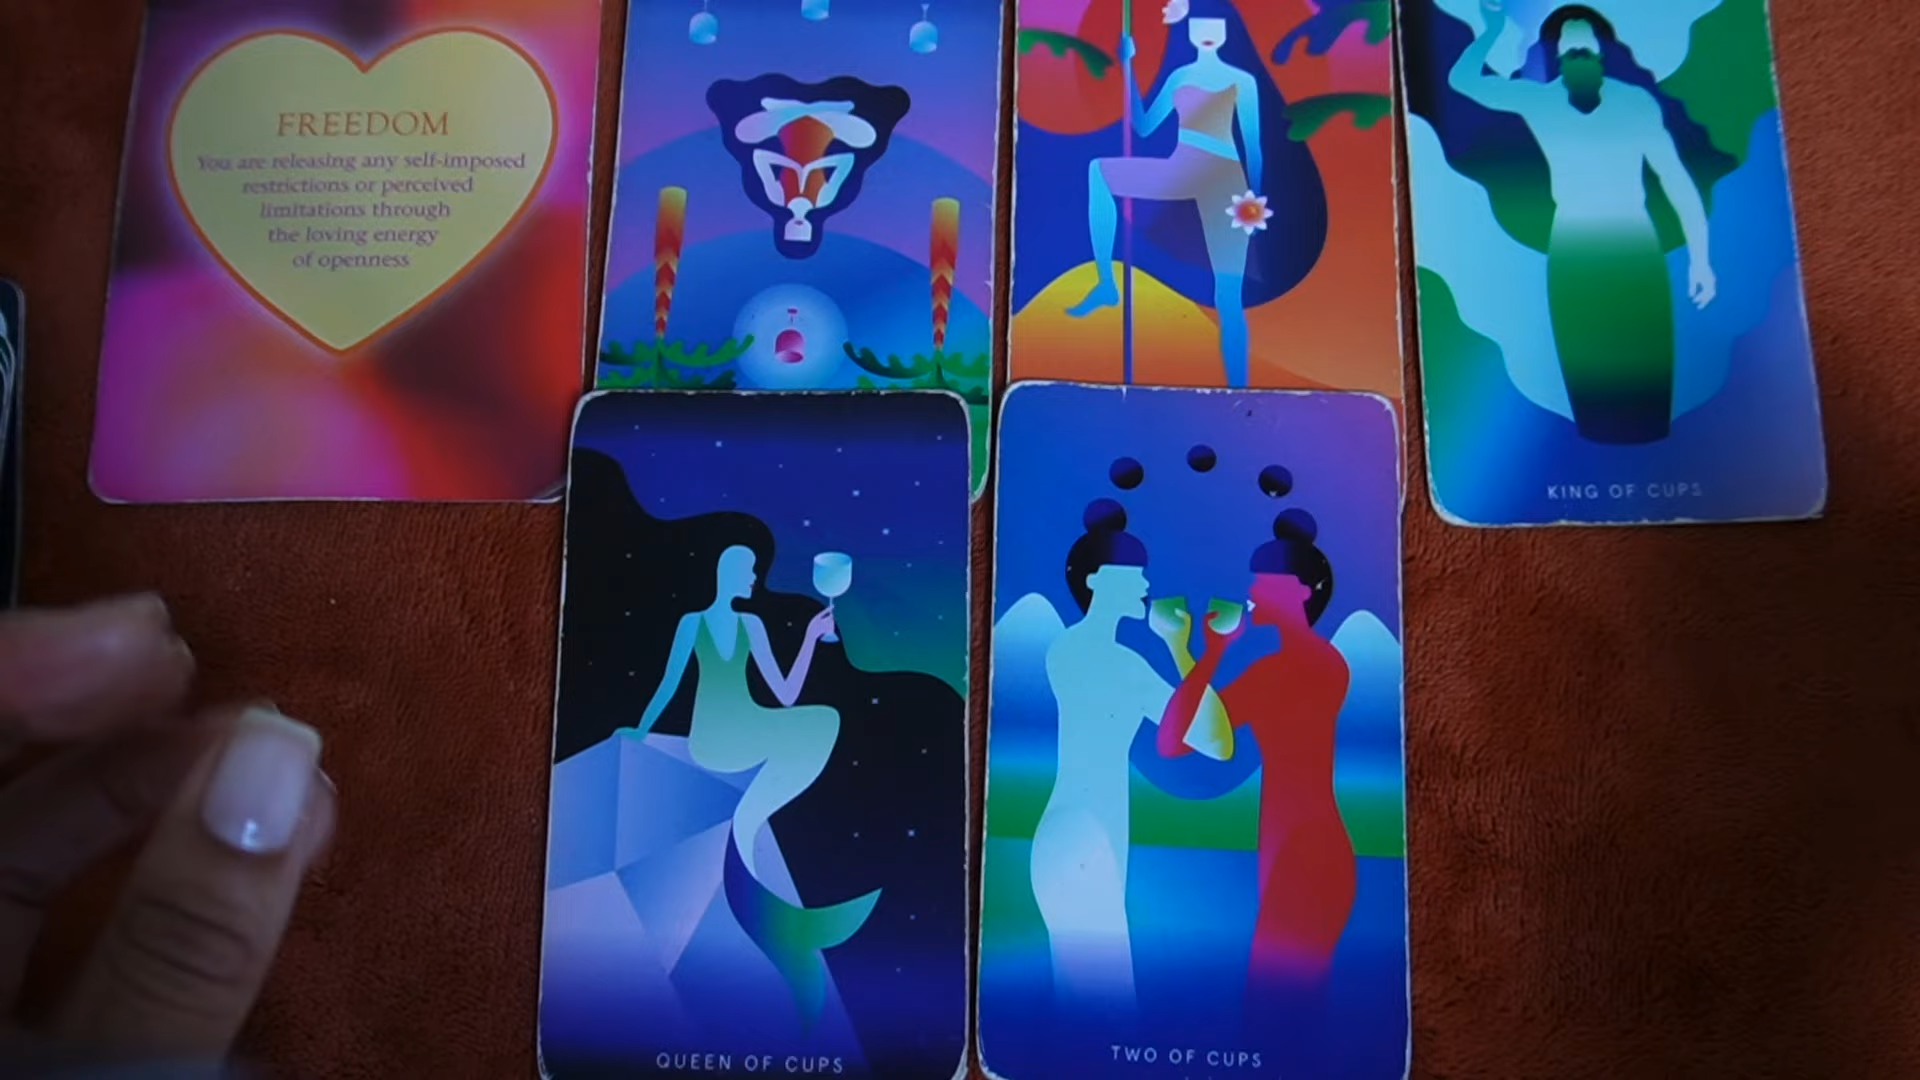 FREEDOM
You are releasing any self-imposed
restrictions or perceived
limitations through
the loving energy
of openness
KING OF CUPS
QUEEN OF CUPS
TWO OF CUPS